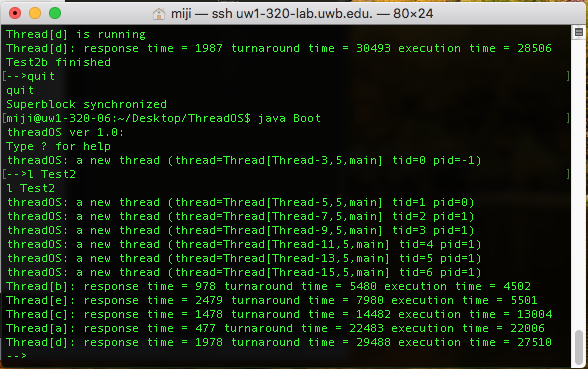 miji — ssh uw1-320-lab.uwb.edu. — 80×24
Thread[d] is running
Thread[d]: response time = 1987 turnaround time = 30493 execution time = 28506
Test2b finished
[-->quit ]
quit
Superblock synchronized
[miji@uw1-320-06:~/Desktop/ThreadOS$ java Boot ]
threadOS ver 1.0:
Type ? for help
threadOS: a new thread (thread=Thread[Thread-3,5,main] tid=0 pid=-1)
[-->l Test2 ]
l Test2
threadOS: a new thread (thread=Thread[Thread-5,5,main] tid=1 pid=0)
threadOS: a new thread (thread=Thread[Thread-7,5,main] tid=2 pid=1)
threadOS: a new thread (thread=Thread[Thread-9,5,main] tid=3 pid=1)
threadOS: a new thread (thread=Thread[Thread-11,5,main] tid=4 pid=1)
threadOS: a new thread (thread=Thread[Thread-13,5,main] tid=5 pid=1)
threadOS: a new thread (thread=Thread[Thread-15,5,main] tid=6 pid=1)
Thread[b]: response time = 978 turnaround time = 5480 execution time = 4502
Thread[e]: response time = 2479 turnaround time = 7980 execution time = 5501
Thread[c]: response time = 1478 turnaround time = 14482 execution time = 13004
Thread[a]: response time = 477 turnaround time = 22483 execution time = 22006
Thread[d]: response time = 1978 turnaround time = 29488 execution time = 27510
-->